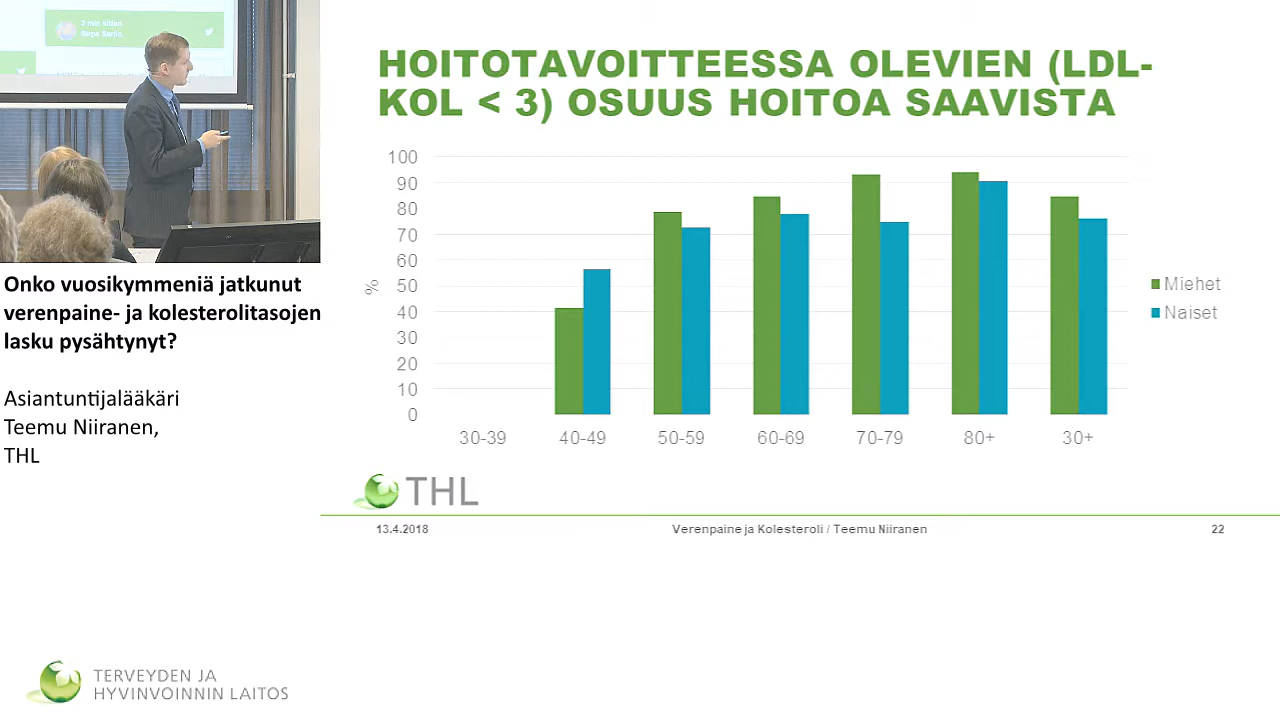 2 min sitten
Onko vuosikymmeniä jatkunut
verenpaine- ja kolesterolitasojen
lasku pysähtynyt?
Asiantuntijalääkäri
Teemu Niiranen,
THL
HOITOTAVOITTEESSA OLEVIEN (LDL-
KOL < 3) OSUUS HOITOA SAAVISTA
100
90
80
70
60
50
40
30
20
10
0
%
30-39 40-49 50-59 60-69 70-79 80+ 30+
Miehet
Naiset
THL
13.4.2018 Verenpaine ja Kolesteroli / Teemu Niiranen 22
TERVEYDEN JA
HYVINVOINNIN LAITOS